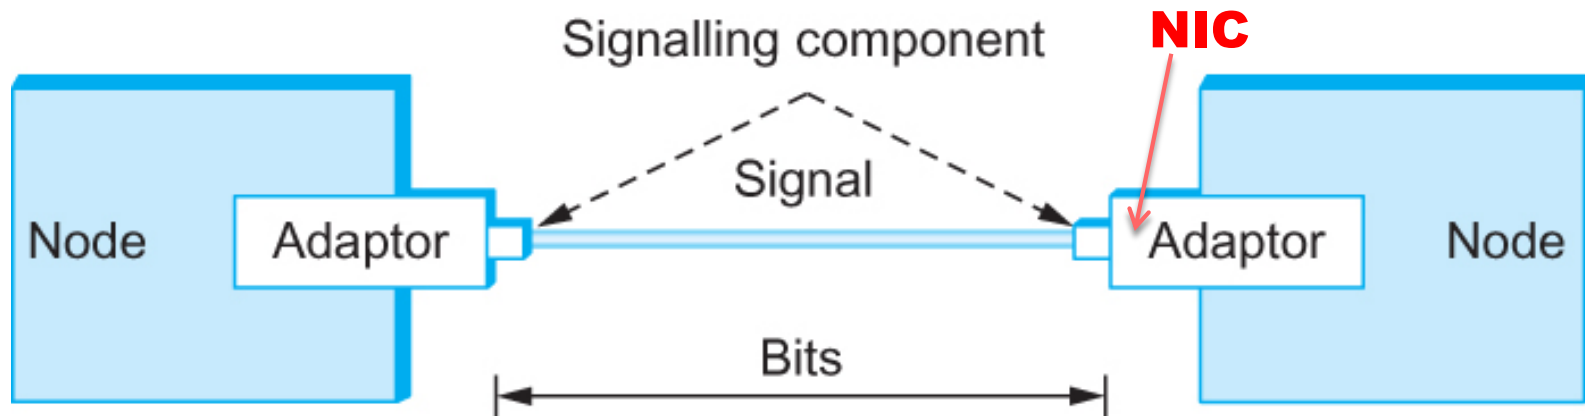 Signalling component
NIC
Signal
Node
Adaptor
Adaptor
Node
Bits